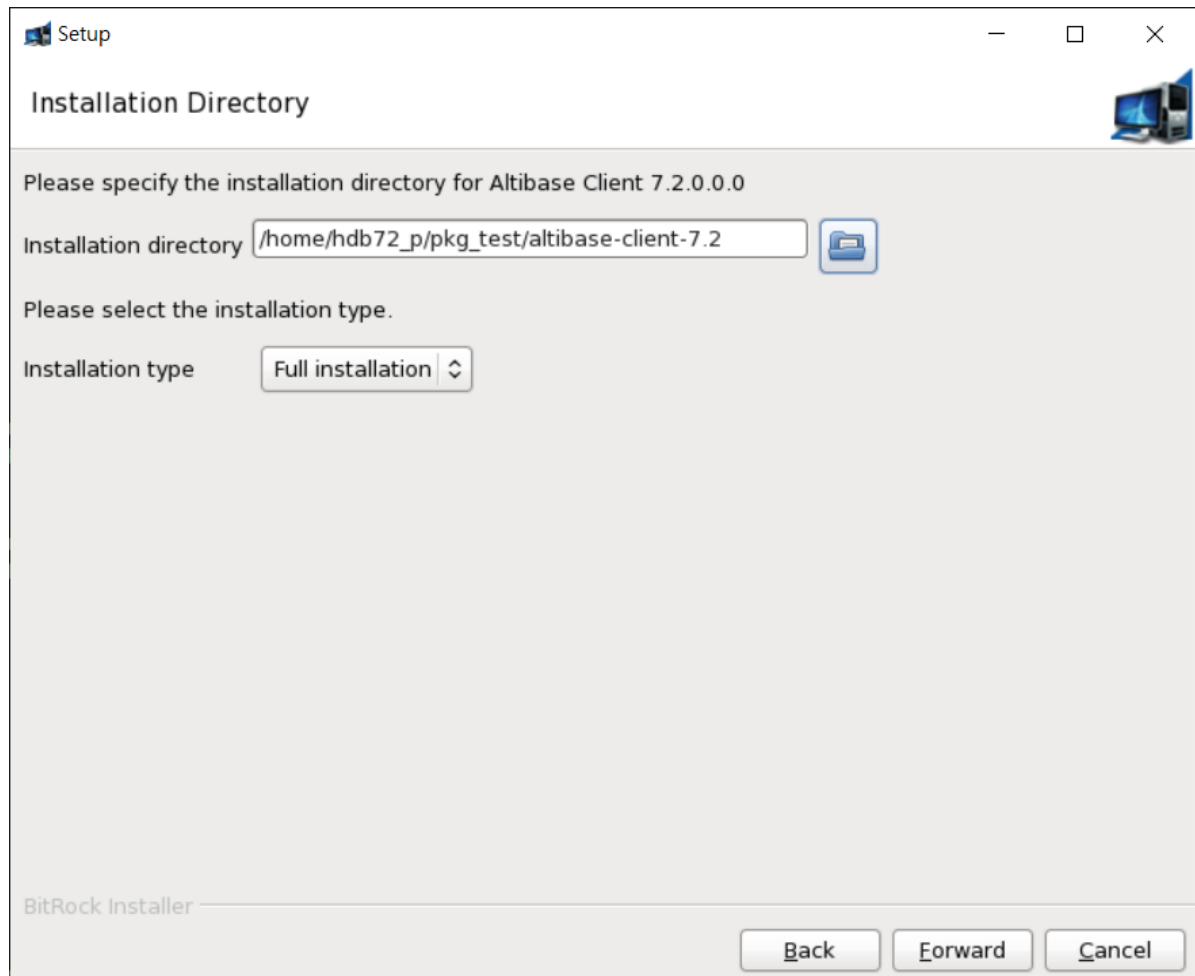 Setup
Installation Directory
Please specify the installation directory for Altibase Client 7.2.0.0.0
Installation directory /home/hdb72_p/pkg_test/altibase-client-7.2
Please select the installation type.
Installation type Full installation
BitRock Installer
Back Forward Cancel